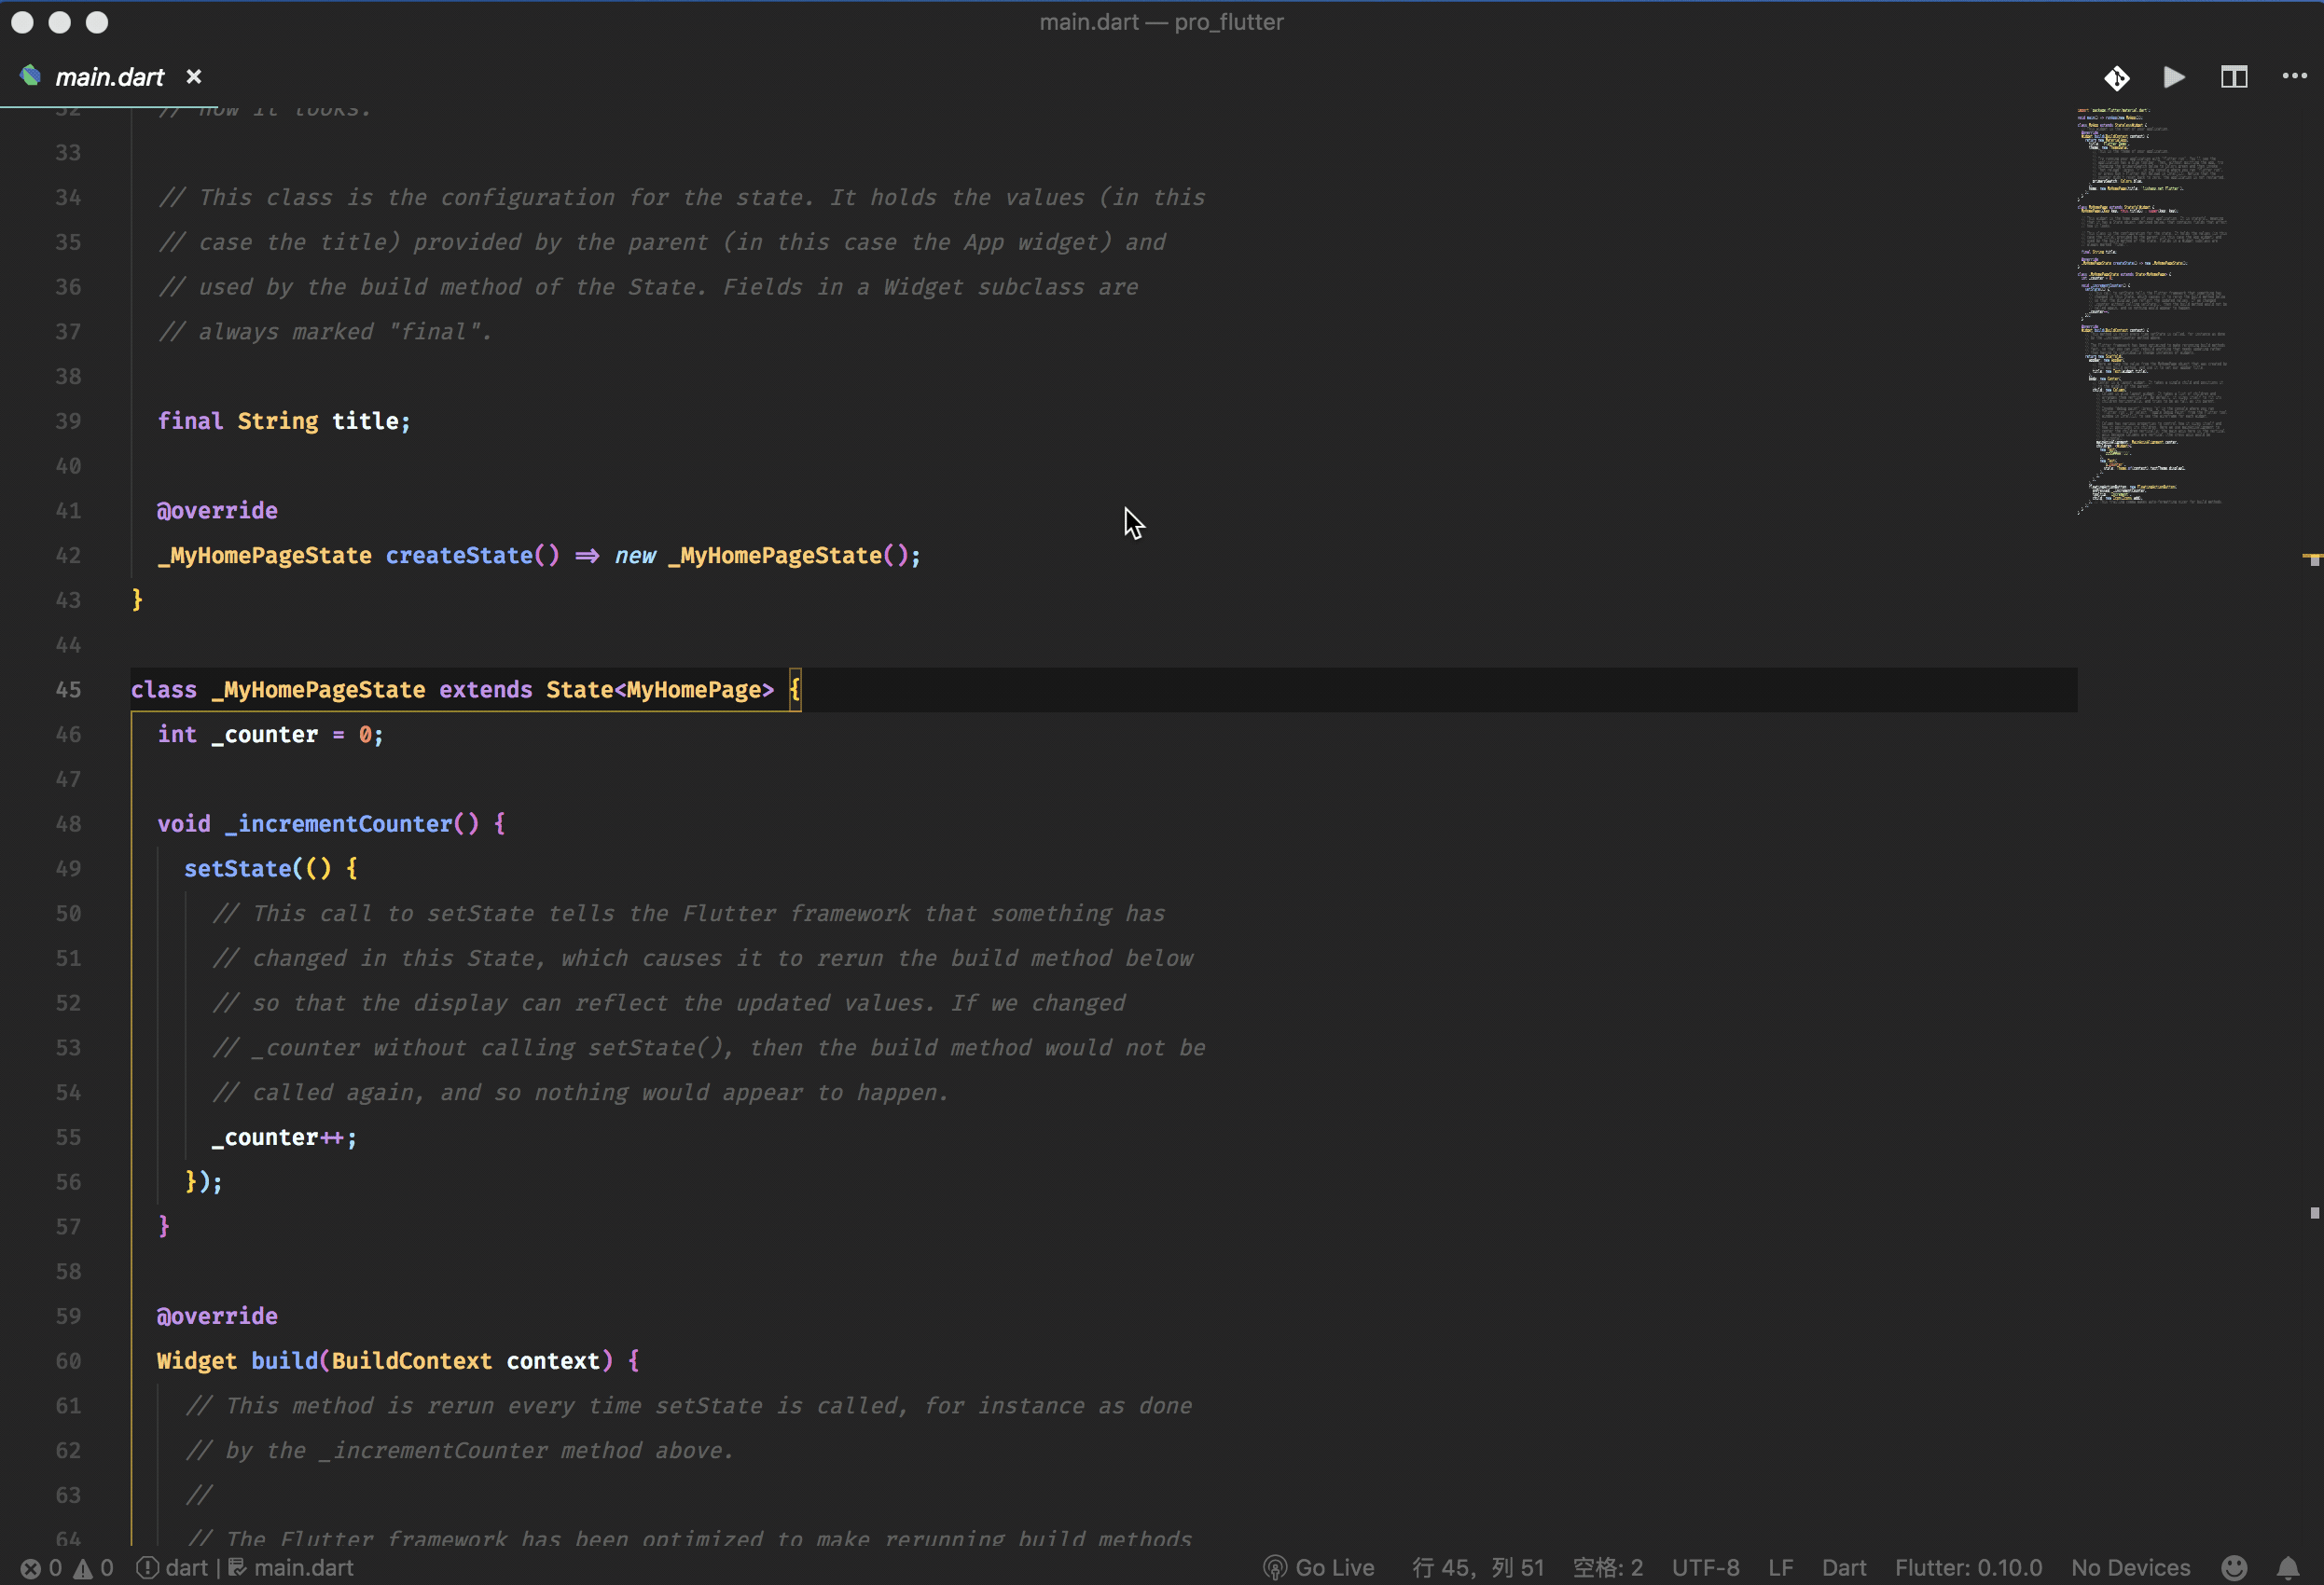 main.dart — pro_flutter
main.dart
32 // how it looks.
33
34 // This class is the configuration for the state. It holds the values (in this
35 // case the title) provided by the parent (in this case the App widget) and
36 // used by the build method of the State. Fields in a Widget subclass are
37 // always marked "final".
38
39 final String title;
40
41 @override
42 _MyHomePageState createState() => new _MyHomePageState();
43 }
44
45 class _MyHomePageState extends State<MyHomePage> {
46 int _counter = 0;
47
48 void _incrementCounter() {
49 setState(() {
50 // This call to setState tells the Flutter framework that something has
51 // changed in this State, which causes it to rerun the build method below
52 // so that the display can reflect the updated values. If we changed
53 // _counter without calling setState(), then the build method would not be
54 // called again, and so nothing would appear to happen.
55 _counter++;
56 });
57 }
58
59 @override
60 Widget build(BuildContext context) {
61 // This method is rerun every time setState is called, for instance as done
62 // by the _incrementCounter method above.
63 //
64 // The Flutter framework has been optimized to make rerunning build methods
0 0 dart | main.dart Go Live 行 45，列 51 空格: 2 UTF-8 LF Dart Flutter: 0.10.0 No Devices